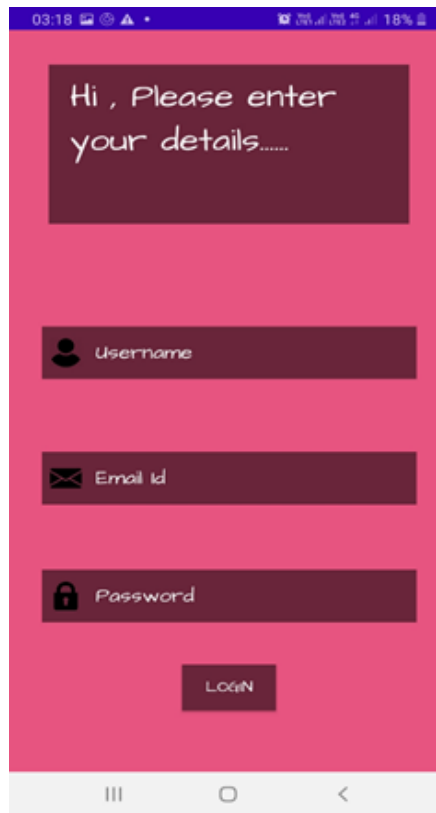 03:18 18%
Hi , Please enter
your details......
Username
Email Id
Password
LOGIN